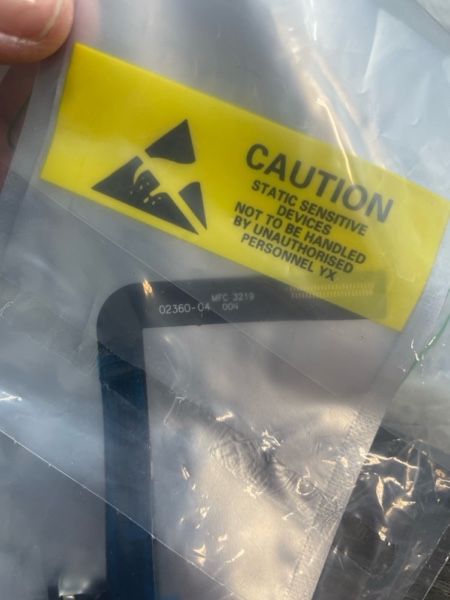 CAUTION
STATIC SENSITIVE
DEVICES
NOT TO BE HANDLED
BY UNAUTHORISED
PERSONNEL YX
MFC 3219
02360-04 004